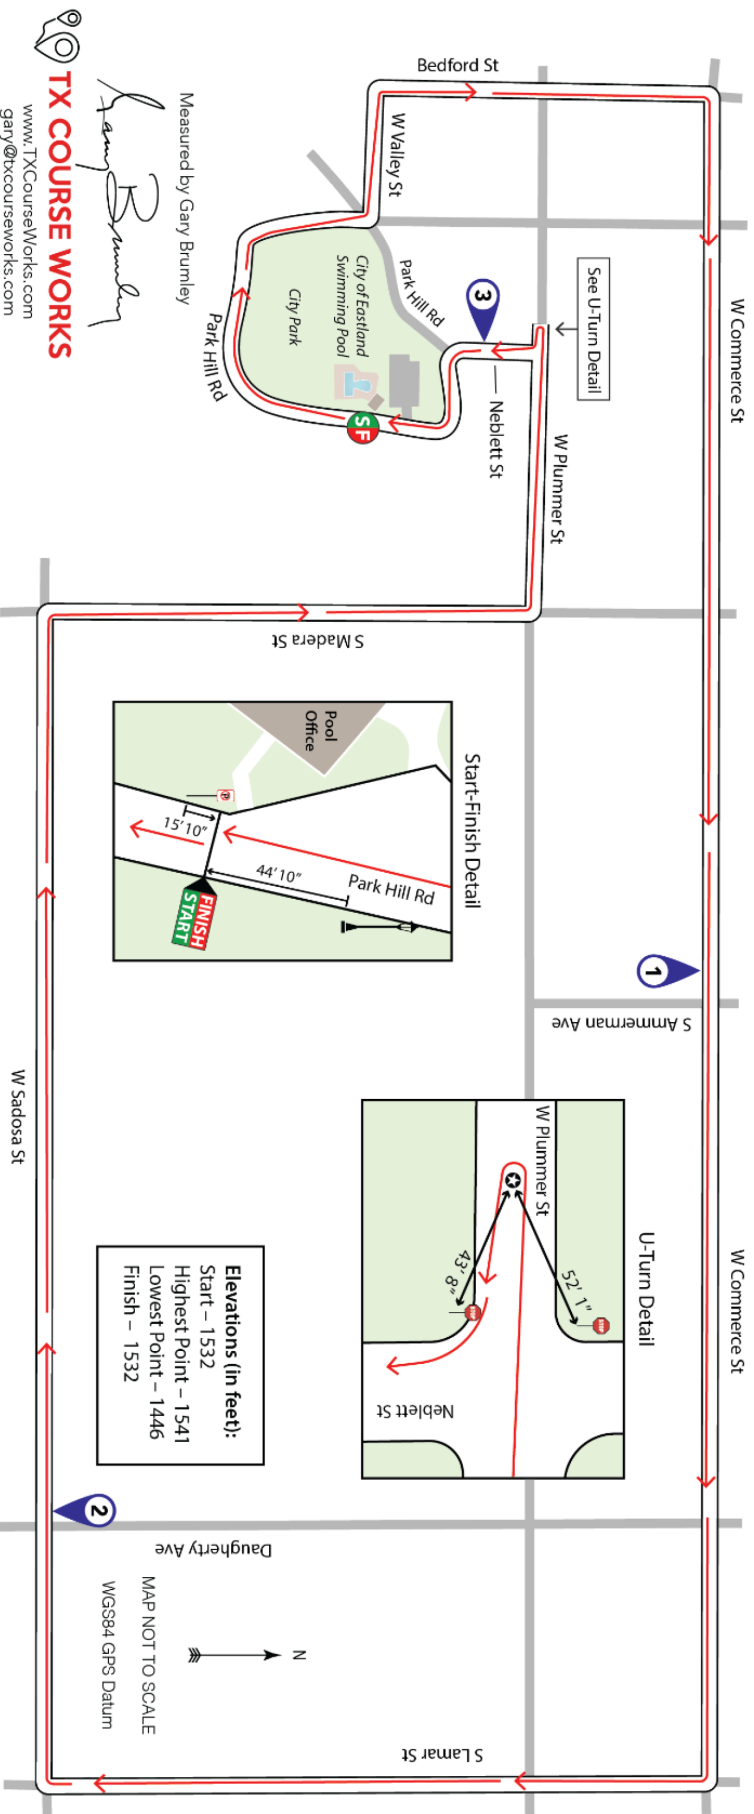 Bedford St
W Valley St
W Commerce St
Park Hill Rd
City of Eastland
Swimming Pool
City Park
Park Hill Rd
SF
3
See U-Turn Detail
Neblett St
W Plummer St
S Madera St
1
S Ammerman Ave
W Commerce St
W Sadosa St
2
Daugherty Ave
S Lamar St
Start-Finish Detail
Pool
Office
15'10"
44'10"
Park Hill Rd
FINISH
START
U-Turn Detail
W Plummer St
52' 1"
43' 8"
STOP
STOP
Neblett St
Elevations (in feet):
Start – 1532
Highest Point – 1541
Lowest Point – 1446
Finish – 1532
N
MAP NOT TO SCALE
WGS84 GPS Datum
Measured by Gary Brumley
Gary Brumley
TX COURSE WORKS
www.TXCourseWorks.com
gary@txcourseworks.com